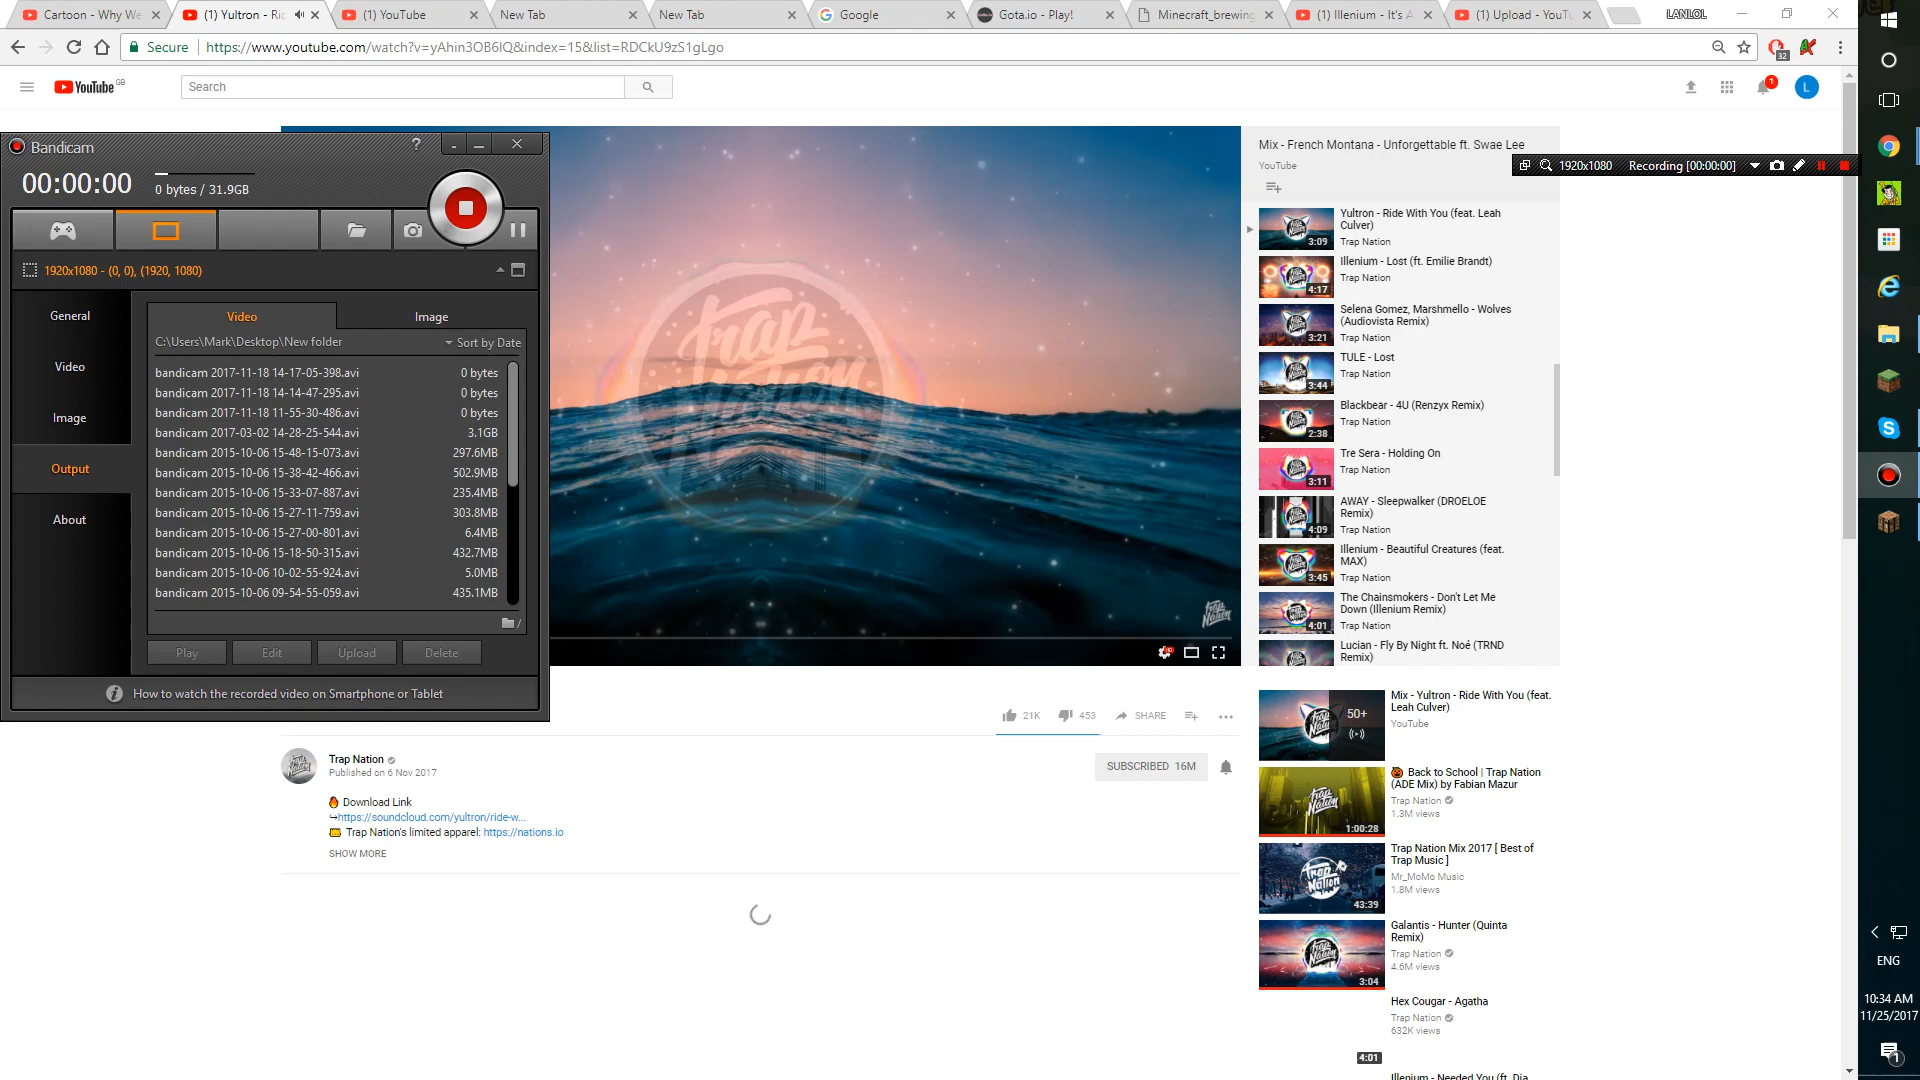 Cartoon - Why We
(1) Yultron - Ri
(1) YouTube
New Tab
New Tab
Google
Gota.io - Play!
Minecraft_brewing
(1) Illenium - It's A
(1) Upload - YouTu
LANLOL
Secure
https://www.youtube.com/watch?v=yAhin3OB6IQ&index=15&list=RDCkU9zS1gLgo
32
YouTube GB
Search
1
L
Bandicam
?
00:00:00
0 bytes / 31.9GB
1920x1080 - (0, 0), (1920, 1080)
General
Video
Image
Output
About
Video
Image
C:\Users\Mark\Desktop\New folder
Sort by Date
bandicam 2017-11-18 14-17-05-398.avi 0 bytes
bandicam 2017-11-18 14-14-47-295.avi 0 bytes
bandicam 2017-11-18 11-55-30-486.avi 0 bytes
bandicam 2017-03-02 14-28-25-544.avi 3.1GB
bandicam 2015-10-06 15-48-15-073.avi 297.6MB
bandicam 2015-10-06 15-38-42-466.avi 502.9MB
bandicam 2015-10-06 15-33-07-887.avi 235.4MB
bandicam 2015-10-06 15-27-11-759.avi 303.8MB
bandicam 2015-10-06 15-27-00-801.avi 6.4MB
bandicam 2015-10-06 15-18-50-315.avi 432.7MB
bandicam 2015-10-06 10-02-55-924.avi 5.0MB
bandicam 2015-10-06 09-54-55-059.avi 435.1MB
Play
Edit
Upload
Delete
How to watch the recorded video on Smartphone or Tablet
Trap
Nation
Trap
Nation
HD
1920x1080
Recording [00:00:00]
Mix - French Montana - Unforgettable ft. Swae Lee
YouTube
3:09
Yultron - Ride With You (feat. Leah
Culver)
Trap Nation
4:17
Illenium - Lost (ft. Emilie Brandt)
Trap Nation
3:21
Selena Gomez, Marshmello - Wolves
(Audiovista Remix)
Trap Nation
3:44
TULE - Lost
Trap Nation
2:38
Blackbear - 4U (Renzyx Remix)
Trap Nation
3:11
Tre Sera - Holding On
Trap Nation
4:09
AWAY - Sleepwalker (DROELOE
Remix)
Trap Nation
3:45
Illenium - Beautiful Creatures (feat.
MAX)
Trap Nation
4:01
The Chainsmokers - Don't Let Me
Down (Illenium Remix)
Trap Nation
Lucian - Fly By Night ft. Noé (TRND
Remix)
21K
453
SHARE
Trap Nation
Published on 6 Nov 2017
SUBSCRIBED 16M
Download Link
↪https://soundcloud.com/yultron/ride-w...
Trap Nation's limited apparel: https://nations.io
SHOW MORE
50+
Mix - Yultron - Ride With You (feat.
Leah Culver)
YouTube
1:00:28
Back to School | Trap Nation
(ADE Mix) by Fabian Mazur
Trap Nation
1.3M views
43:39
Trap Nation Mix 2017 [ Best of
Trap Music ]
Mr_MoMo Music
1.8M views
3:04
Galantis - Hunter (Quinta
Remix)
Trap Nation
4.6M views
4:01
Hex Cougar - Agatha
Trap Nation
632K views
Illenium - Needed You (ft. Dia
ENG
10:34 AM
11/25/2017
1